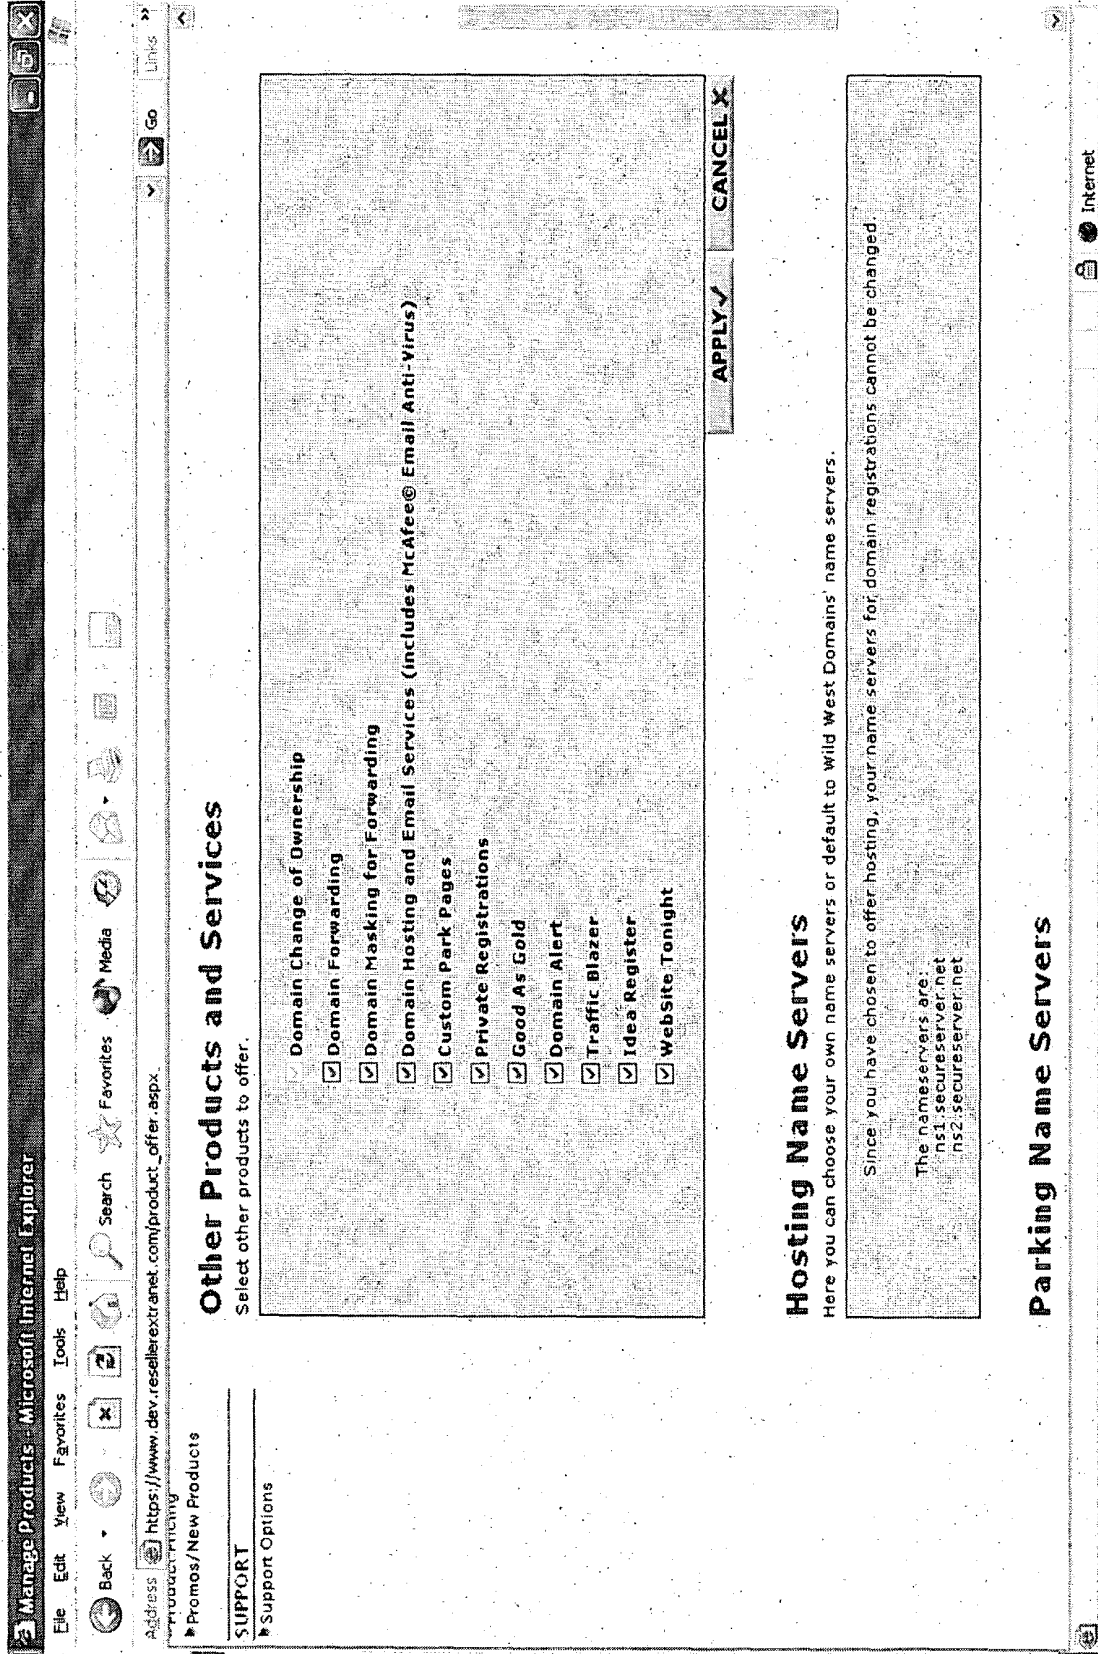 Manage Products - Microsoft Internet Explorer
File Edit View Favorites Tools Help
Back Search Favorites Media
Address https://www.dev.resellerextranet.com/product_offer.aspx Go Links »
Product Pricing
Promos/New Products
SUPPORT
Support Options
Other Products and Services
Select other products to offer.
Domain Change of Ownership
Domain Forwarding
Domain Masking for Forwarding
Domain Hosting and Email Services (includes McAfee© Email Anti-Virus)
Custom Park Pages
Private Registrations
Good As Gold
Domain Alert
Traffic Blazer
Idea Register
WebSite Tonight
APPLY CANCEL
Hosting Name Servers
Here you can choose your own name servers or default to Wild West Domains' name servers.
Since you have chosen to offer hosting, your name servers for domain registrations cannot be changed.
The nameservers are:
ns1.secureserver.net
ns2.secureserver.net
Parking Name Servers
Internet